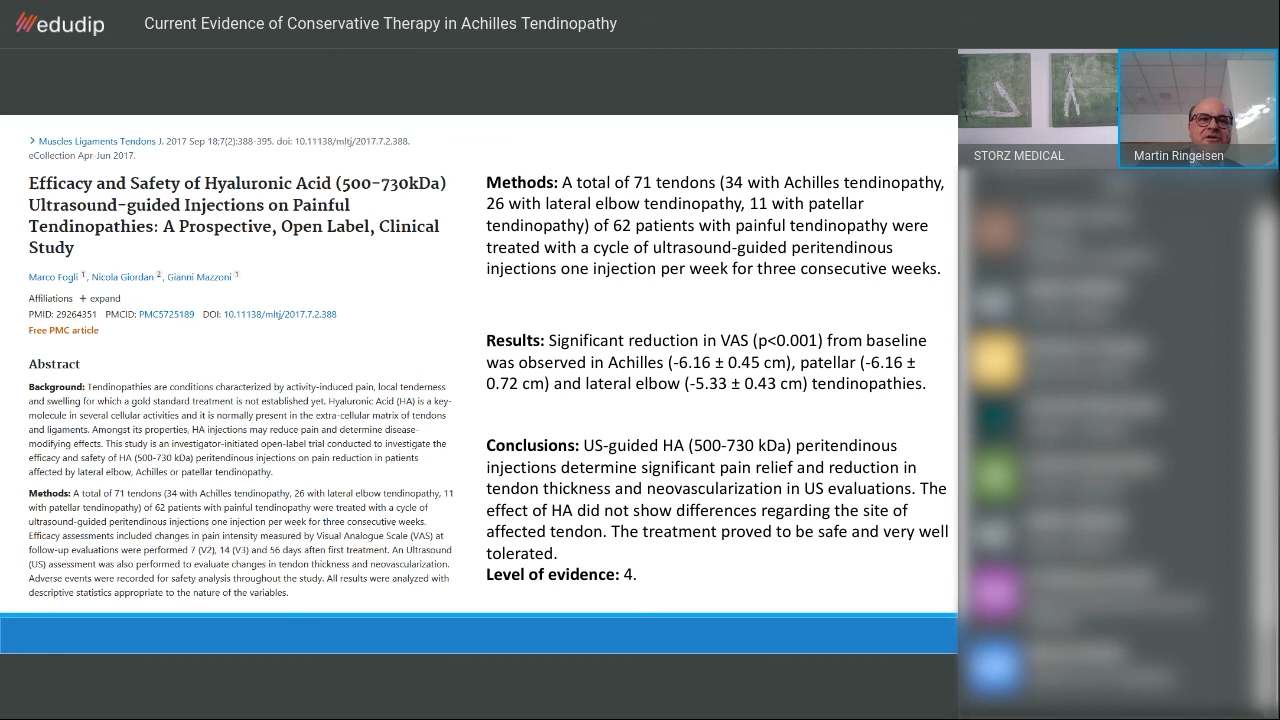 edudip
Current Evidence of Conservative Therapy in Achilles Tendinopathy
STORZ MEDICAL
Martin Ringeisen
> Muscles Ligaments Tendons J. 2017 Sep 18;7(2):388-395. doi: 10.11138/mltj/2017.7.2.388.
eCollection Apr-Jun 2017.
Efficacy and Safety of Hyaluronic Acid (500-730kDa)
Ultrasound-guided Injections on Painful
Tendinopathies: A Prospective, Open Label, Clinical
Study
Marco Fogli 1, Nicola Giordan 2, Gianni Mazzoni 1
Affiliations + expand
PMID: 29264351 PMCID: PMC5725189 DOI: 10.11138/mltj/2017.7.2.388
Free PMC article
Abstract
Background: Tendinopathies are conditions characterized by activity-induced pain, local tenderness
and swelling for which a gold standard treatment is not established yet. Hyaluronic Acid (HA) is a key-
molecule in several cellular activities and it is normally present in the extra-cellular matrix of tendons
and ligaments. Amongst its properties, HA injections may reduce pain and determine disease-
modifying effects. This study is an investigator-initiated open-label trial conducted to investigate the
efficacy and safety of HA (500-730 kDa) peritendinous injections on pain reduction in patients
affected by lateral elbow, Achilles or patellar tendinopathy.
Methods: A total of 71 tendons (34 with Achilles tendinopathy, 26 with lateral elbow tendinopathy, 11
with patellar tendinopathy) of 62 patients with painful tendinopathy were treated with a cycle of
ultrasound-guided peritendinous injections one injection per week for three consecutive weeks.
Efficacy assessments included changes in pain intensity measured by Visual Analogue Scale (VAS) at
follow-up evaluations were performed 7 (V2), 14 (V3) and 56 days after first treatment. An Ultrasound
(US) assessment was also performed to evaluate changes in tendon thickness and neovascularization.
Adverse events were recorded for safety analysis throughout the study. All results were analyzed with
descriptive statistics appropriate to the nature of the variables.
Methods: A total of 71 tendons (34 with Achilles tendinopathy,
26 with lateral elbow tendinopathy, 11 with patellar
tendinopathy) of 62 patients with painful tendinopathy were
treated with a cycle of ultrasound-guided peritendinous
injections one injection per week for three consecutive weeks.
Results: Significant reduction in VAS (p<0.001) from baseline
was observed in Achilles (-6.16 ± 0.45 cm), patellar (-6.16 ±
0.72 cm) and lateral elbow (-5.33 ± 0.43 cm) tendinopathies.
Conclusions: US-guided HA (500-730 kDa) peritendinous
injections determine significant pain relief and reduction in
tendon thickness and neovascularization in US evaluations. The
effect of HA did not show differences regarding the site of
affected tendon. The treatment proved to be safe and very well
tolerated.
Level of evidence: 4.